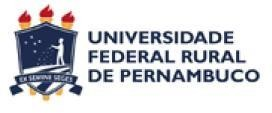 UNIVERSIDADE
FEDERAL RURAL
DE PERNAMBUCO
EX SEMINE SEGES